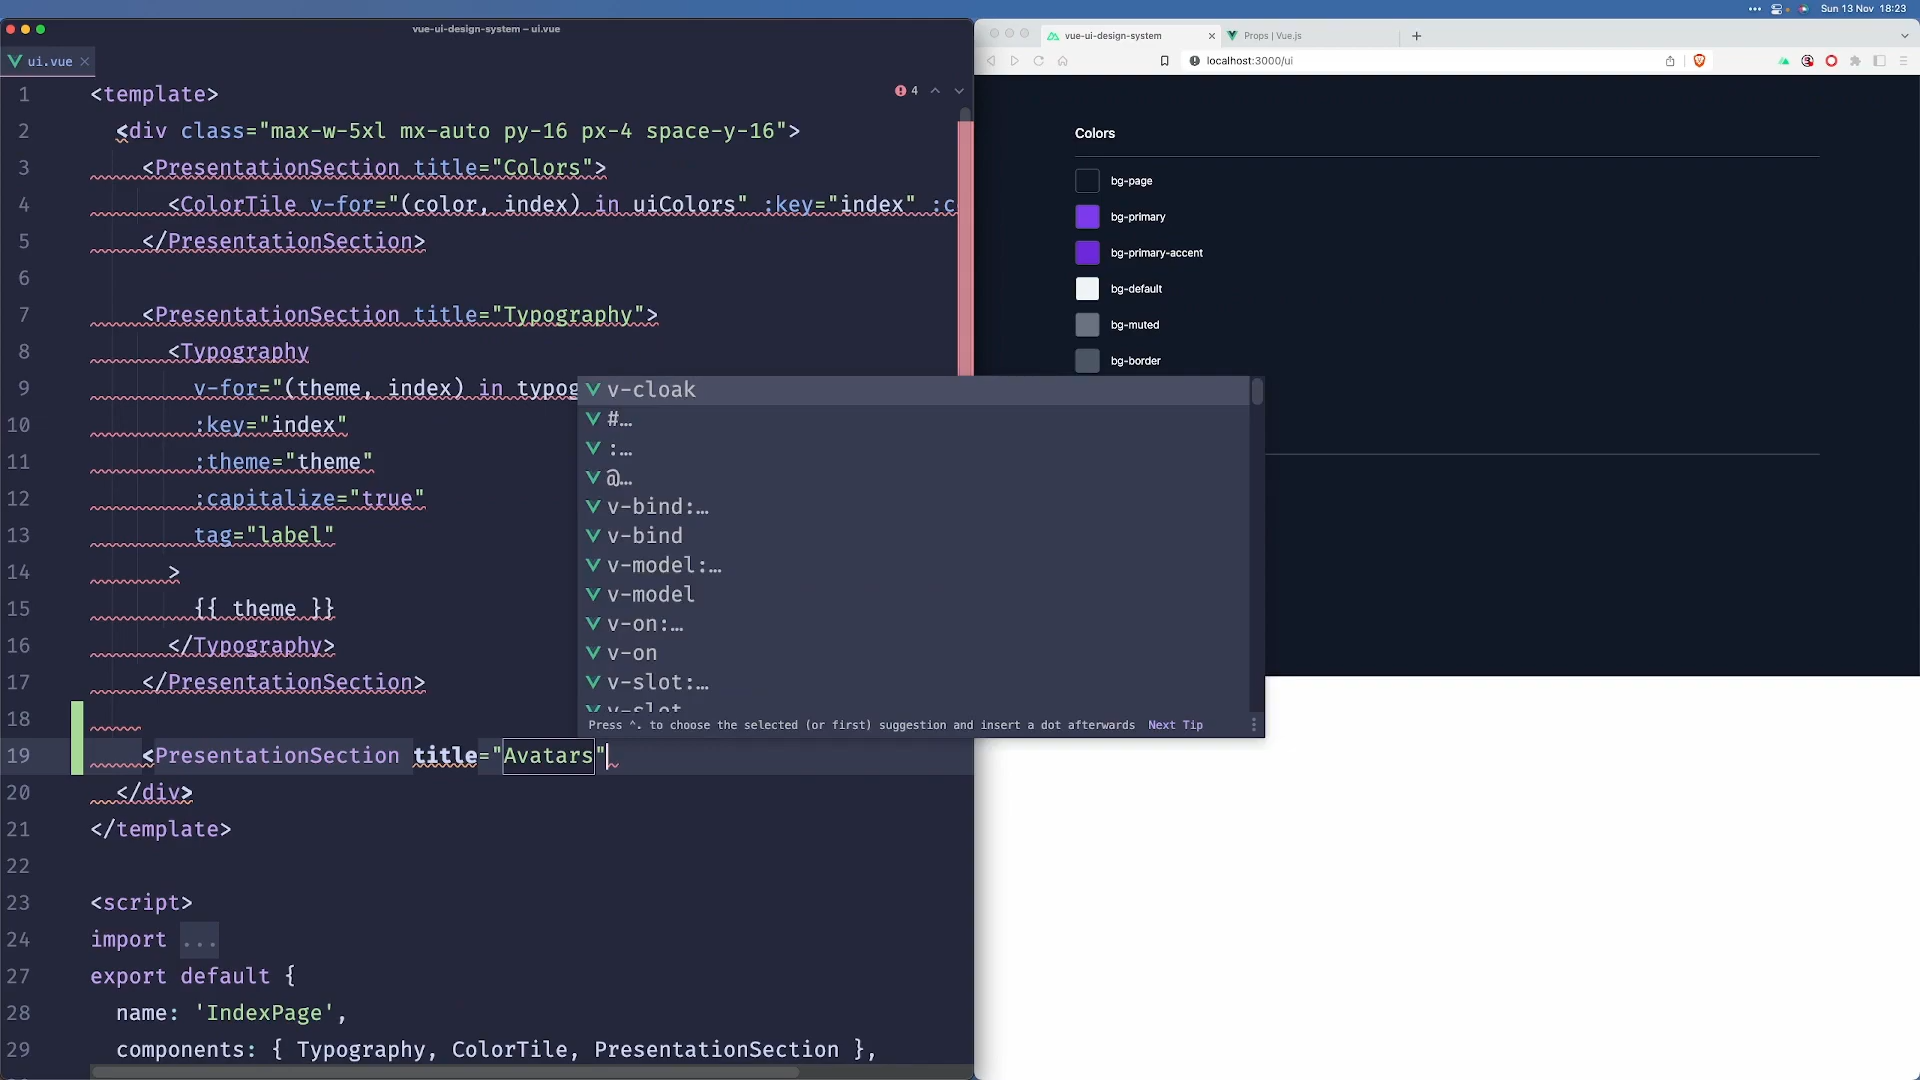 Sun 13 Nov 18:23
vue-ui-design-system – ui.vue
vue-ui-design-system
Props | Vue.js
ui.vue
localhost:3000/ui
4
1 <template>
2 <div class="max-w-5xl mx-auto py-16 px-4 space-y-16">
3 <PresentationSection title="Colors">
4 <ColorTile v-for="(color, index) in uiColors" :key="index" :c
5 </PresentationSection>
6
7 <PresentationSection title="Typography">
8 <Typography
9 v-for="(theme, index) in typog
10 :key="index"
11 :theme="theme"
12 :capitalize="true"
13 tag="label"
14 >
15 {{ theme }}
16 </Typography>
17 </PresentationSection>
18
19 <PresentationSection title="Avatars"
20 </div>
21 </template>
22
23 <script>
24 import ...
27 export default {
28 name: 'IndexPage',
29 components: { Typography, ColorTile, PresentationSection },
v-cloak
#…
:…
@…
v-bind:…
v-bind
v-model:…
v-model
v-on:…
v-on
v-slot:…
v-slot
Press ^. to choose the selected (or first) suggestion and insert a dot afterwards Next Tip
Colors
bg-page
bg-primary
bg-primary-accent
bg-default
bg-muted
bg-border